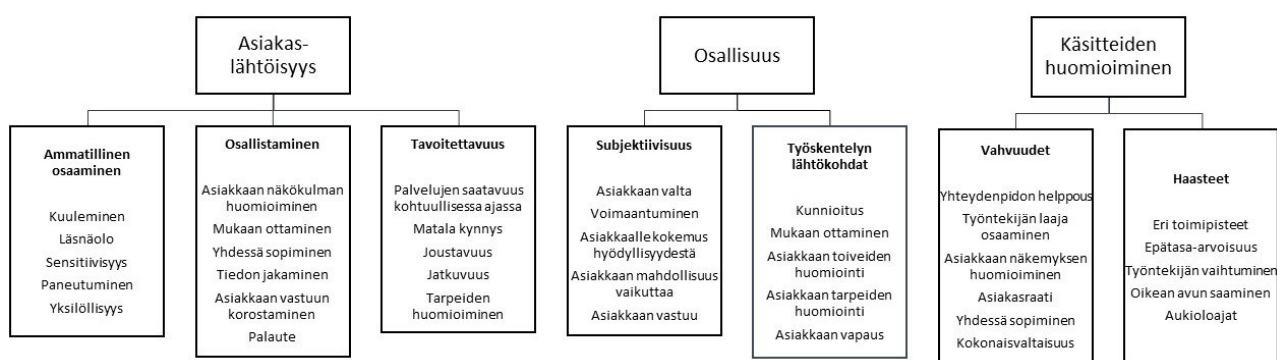 Asiakas-
lähtöisyys
Ammatillinen
osaaminen
Kuuleminen
Läsnäolo
Sensitiivisyys
Paneutuminen
Yksilöllisyys
Osallistaminen
Asiakkaan näkökulman
huomioiminen
Mukaan ottaminen
Yhdessä sopiminen
Tiedon jakaminen
Asiakkaan vastuun
korostaminen
Palaute
Tavoitettavuus
Palvelujen saatavuus
kohtuullisessa ajassa
Matala kynnys
Joustavuus
Jatkuvuus
Tarpeiden
huomioiminen
Osallisuus
Subjektiivisuus
Asiakkaan valta
Voimaantuminen
Asiakkaalle kokemus
hyödyllisyydestä
Asiakkaan mahdollisuus
vaikuttaa
Asiakkaan vastuu
Työskentelyn
lähtökohdat
Kunnioitus
Mukaan ottaminen
Asiakkaan toiveiden
huomiointi
Asiakkaan tarpeiden
huomiointi
Asiakkaan vapaus
Käsitteiden
huomioiminen
Vahvuudet
Yhteydenpidon helppous
Työntekijän laaja
osaaminen
Asiakkaan näkemyksen
huomioiminen
Asiakasraati
Yhdessä sopiminen
Kokonaisvaltaisuus
Haasteet
Eri toimipisteet
Epätasa-arvoisuus
Työntekijän vaihtuminen
Oikean avun saaminen
Aukioloajat